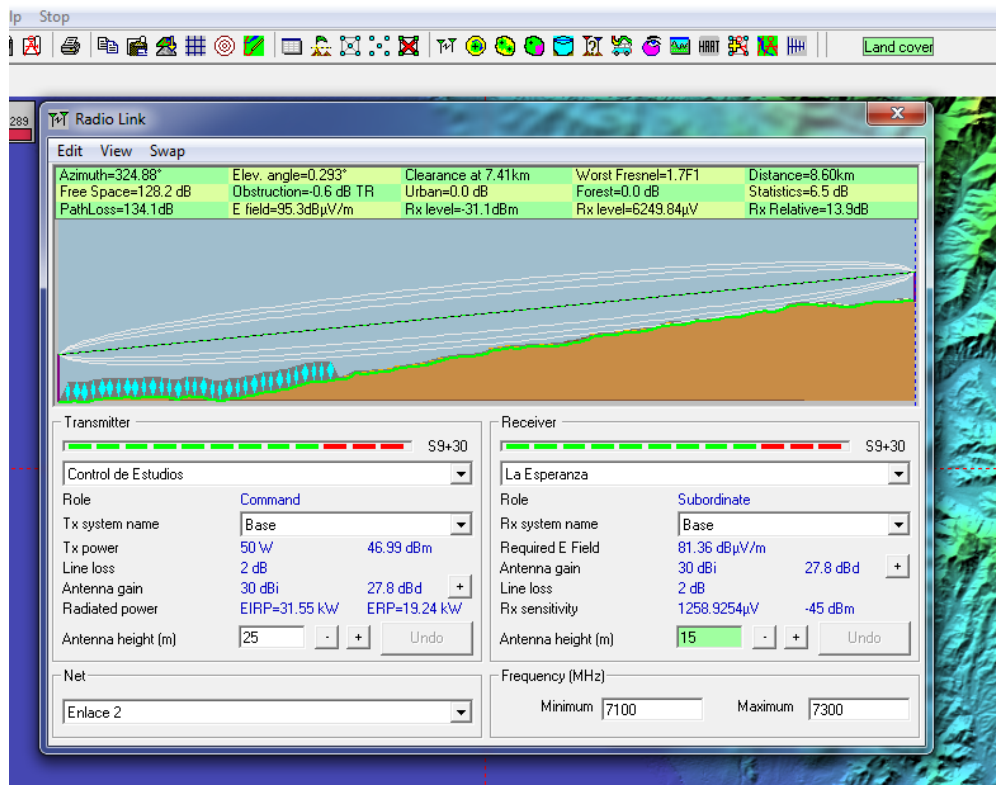 Stop
Land cover
289
Radio Link
Edit View Swap
Azimuth=324.88° Elev. angle=0.293° Clearance at 7.41km Worst Fresnel=1.7F1 Distance=8.60km
Free Space=128.2 dB Obstruction=-0.6 dB TR Urban=0.0 dB Forest=0.0 dB Statistics=6.5 dB
PathLoss=134.1dB E field=95.3dBµV/m Rx level=-31.1dBm Rx level=6249.84µV Rx Relative=13.9dB
Transmitter
S9+30
Control de Estudios
Role Command
Tx system name Base
Tx power 50 W 46.99 dBm
Line loss 2 dB
Antenna gain 30 dBi 27.8 dBd +
Radiated power EIRP=31.55 kW ERP=19.24 kW
Antenna height (m) 25 - + Undo
Net
Enlace 2
Receiver
S9+30
La Esperanza
Role Subordinate
Rx system name Base
Required E Field 81.36 dBµV/m
Antenna gain 30 dBi 27.8 dBd +
Line loss 2 dB
Rx sensitivity 1258.9254µV -45 dBm
Antenna height (m) 15 - + Undo
Frequency (MHz)
Minimum 7100 Maximum 7300